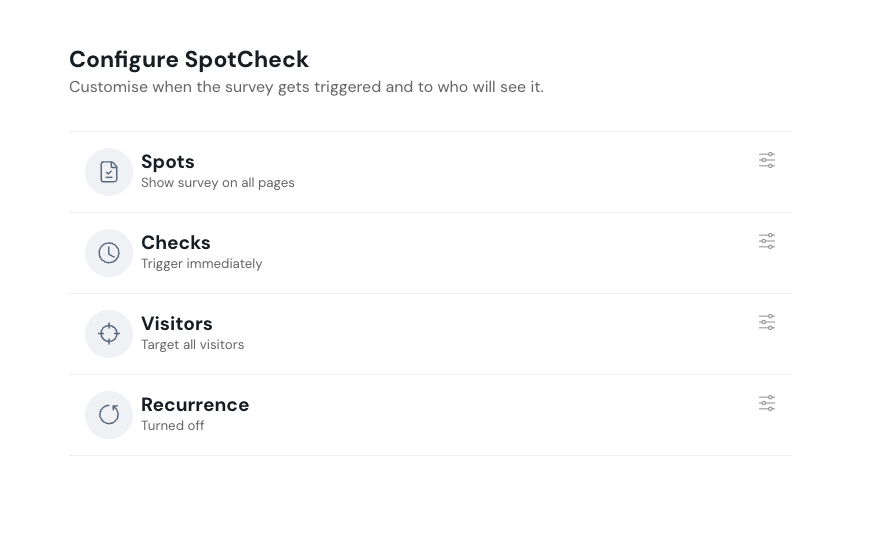 Configure SpotCheck
Customise when the survey gets triggered and to who will see it.
Spots
Show survey on all pages
Checks
Trigger immediately
Visitors
Target all visitors
Recurrence
Turned off